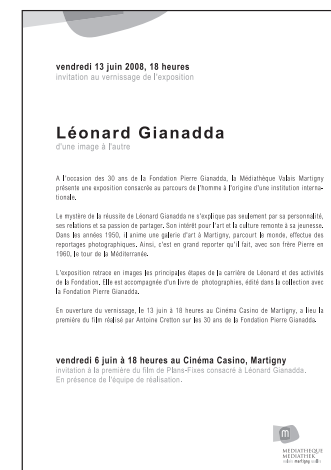 vendredi 13 juin 2008, 18 heures
invitation au vernissage de l'exposition
Léonard Gianadda
d'une image à l'autre
A l'occasion des 30 ans de la Fondation Pierre Gianadda, la Médiathèque Valais Martigny
présente une exposition consacrée au parcours de l'homme à l'origine d'une institution interna-
tionale.
Le mystère de la réussite de Léonard Gianadda ne s'explique pas seulement par sa personnalité,
ses relations et sa passion de partager. Son intérêt pour l'art et la culture remonte à sa jeunesse.
Dans les années 1950, il anime une galerie d'art à Martigny, parcourt le monde, effectue des
reportages photographiques. Ainsi, c'est en grand reporter qu'il fait, avec son frère Pierre en
1960, le tour de la Méditerranée.
L'exposition retrace en images les principales étapes de la carrière de Léonard et des activités
de la Fondation. Elle est accompagnée d'un livre de photographies, édité dans la collection avec
la Fondation Pierre Gianadda.
En ouverture du vernissage, le 13 juin à 18 heures au Cinéma Casino de Martigny, a lieu la
première du film réalisé par Antoine Cretton sur les 30 ans de la Fondation Pierre Gianadda.
vendredi 6 juin à 18 heures au Cinéma Casino, Martigny
invitation à la première du film de Plans-Fixes consacré à Léonard Gianadda.
En présence de l'équipe de réalisation.
m
MEDIATHEQUE
MEDIATHEK
valais martigny wallis